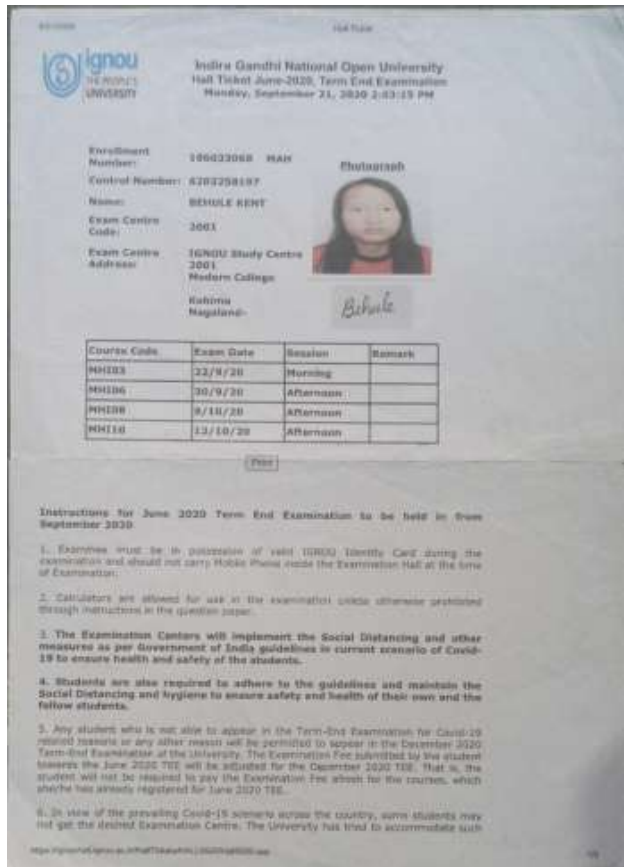 Hall Ticket
ignou
THE PEOPLE'S
UNIVERSITY
Indira Gandhi National Open University
Hall Ticket June-2020, Term End Examination
Monday, September 21, 2020 2:03:15 PM
Enrollment Number: MAH
Photograph
Control Number:
Name: BEHULE KENT
Exam Centre Code: 2001
Exam Centre Address: IGNOU Study Centre
2001
Modern College
Kohima
Nagaland-
Behule
Course Code Exam Date Session Remark
MHI03 22/9/20 Morning
MHI06 30/9/20 Afternoon
MHI08 9/10/20 Afternoon
MHI10 13/10/20 Afternoon
Print
Instructions for June 2020 Term End Examination to be held in from
September 2020
1. Examinee must be in possession of valid IGNOU Identity Card during the
examination and should not carry Mobile Phone inside the Examination Hall at the time
of Examination.
2. Calculators are allowed for use in the examination unless otherwise prohibited
through instructions in the question paper.
3. The Examination Centers will implement the Social Distancing and other
measures as per Government of India guidelines in current scenario of Covid-
19 to ensure health and safety of the students.
4. Students are also required to adhere to the guidelines and maintain the
Social Distancing and hygiene to ensure safety and health of their own and the
fellow students.
5. Any student who is not able to appear in the Term-End Examination for Covid-19
related reasons or any other reason will be permitted to appear in the December 2020
Term-End Examination of the University. The Examination Fee submitted by the student
towards the June 2020 TEE will be adjusted for the December 2020 TEE. That is, the
student will not be required to pay the Examination Fee afresh for the courses, which
she/he has already registered for June 2020 TEE.
6. In view of the prevailing Covid-19 scenario across the country, some students may
not get the desired Examination Centre. The University has tried to accommodate such